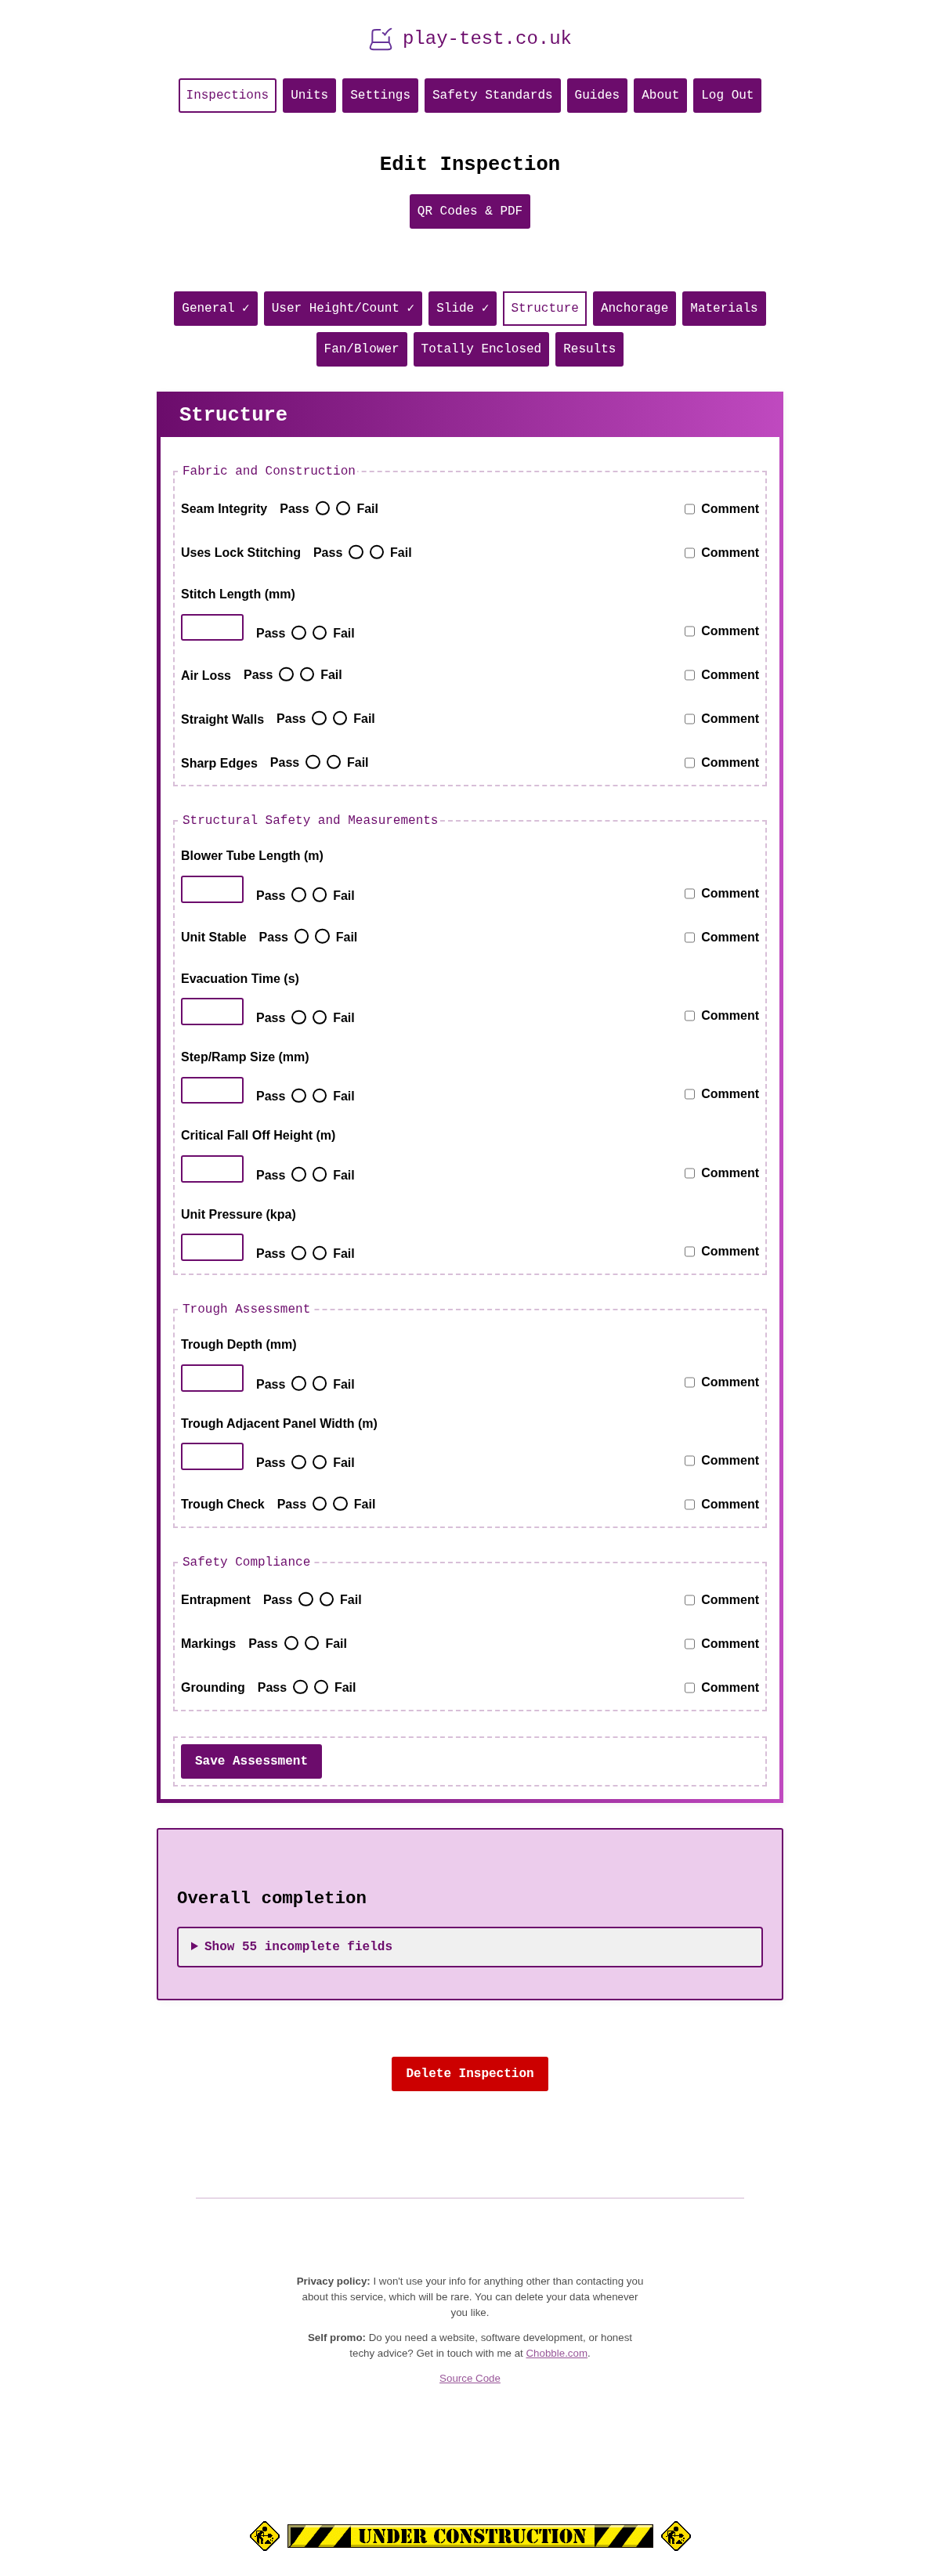 play-test.co.uk
Inspections Units Settings Safety Standards Guides About Log Out
Edit Inspection
QR Codes & PDF
General ✓ User Height/Count ✓ Slide ✓ Structure Anchorage Materials
Fan/Blower Totally Enclosed Results
Structure
Fabric and Construction
Seam Integrity Pass Fail Comment
Uses Lock Stitching Pass Fail Comment
Stitch Length (mm)
Pass Fail Comment
Air Loss Pass Fail Comment
Straight Walls Pass Fail Comment
Sharp Edges Pass Fail Comment
Structural Safety and Measurements
Blower Tube Length (m)
Pass Fail Comment
Unit Stable Pass Fail Comment
Evacuation Time (s)
Pass Fail Comment
Step/Ramp Size (mm)
Pass Fail Comment
Critical Fall Off Height (m)
Pass Fail Comment
Unit Pressure (kpa)
Pass Fail Comment
Trough Assessment
Trough Depth (mm)
Pass Fail Comment
Trough Adjacent Panel Width (m)
Pass Fail Comment
Trough Check Pass Fail Comment
Safety Compliance
Entrapment Pass Fail Comment
Markings Pass Fail Comment
Grounding Pass Fail Comment
Save Assessment
Overall completion
Show 55 incomplete fields
Delete Inspection
Privacy policy: I won't use your info for anything other than contacting you
about this service, which will be rare. You can delete your data whenever
you like.
Self promo: Do you need a website, software development, or honest
techy advice? Get in touch with me at Chobble.com.
Source Code
UNDER CONSTRUCTION